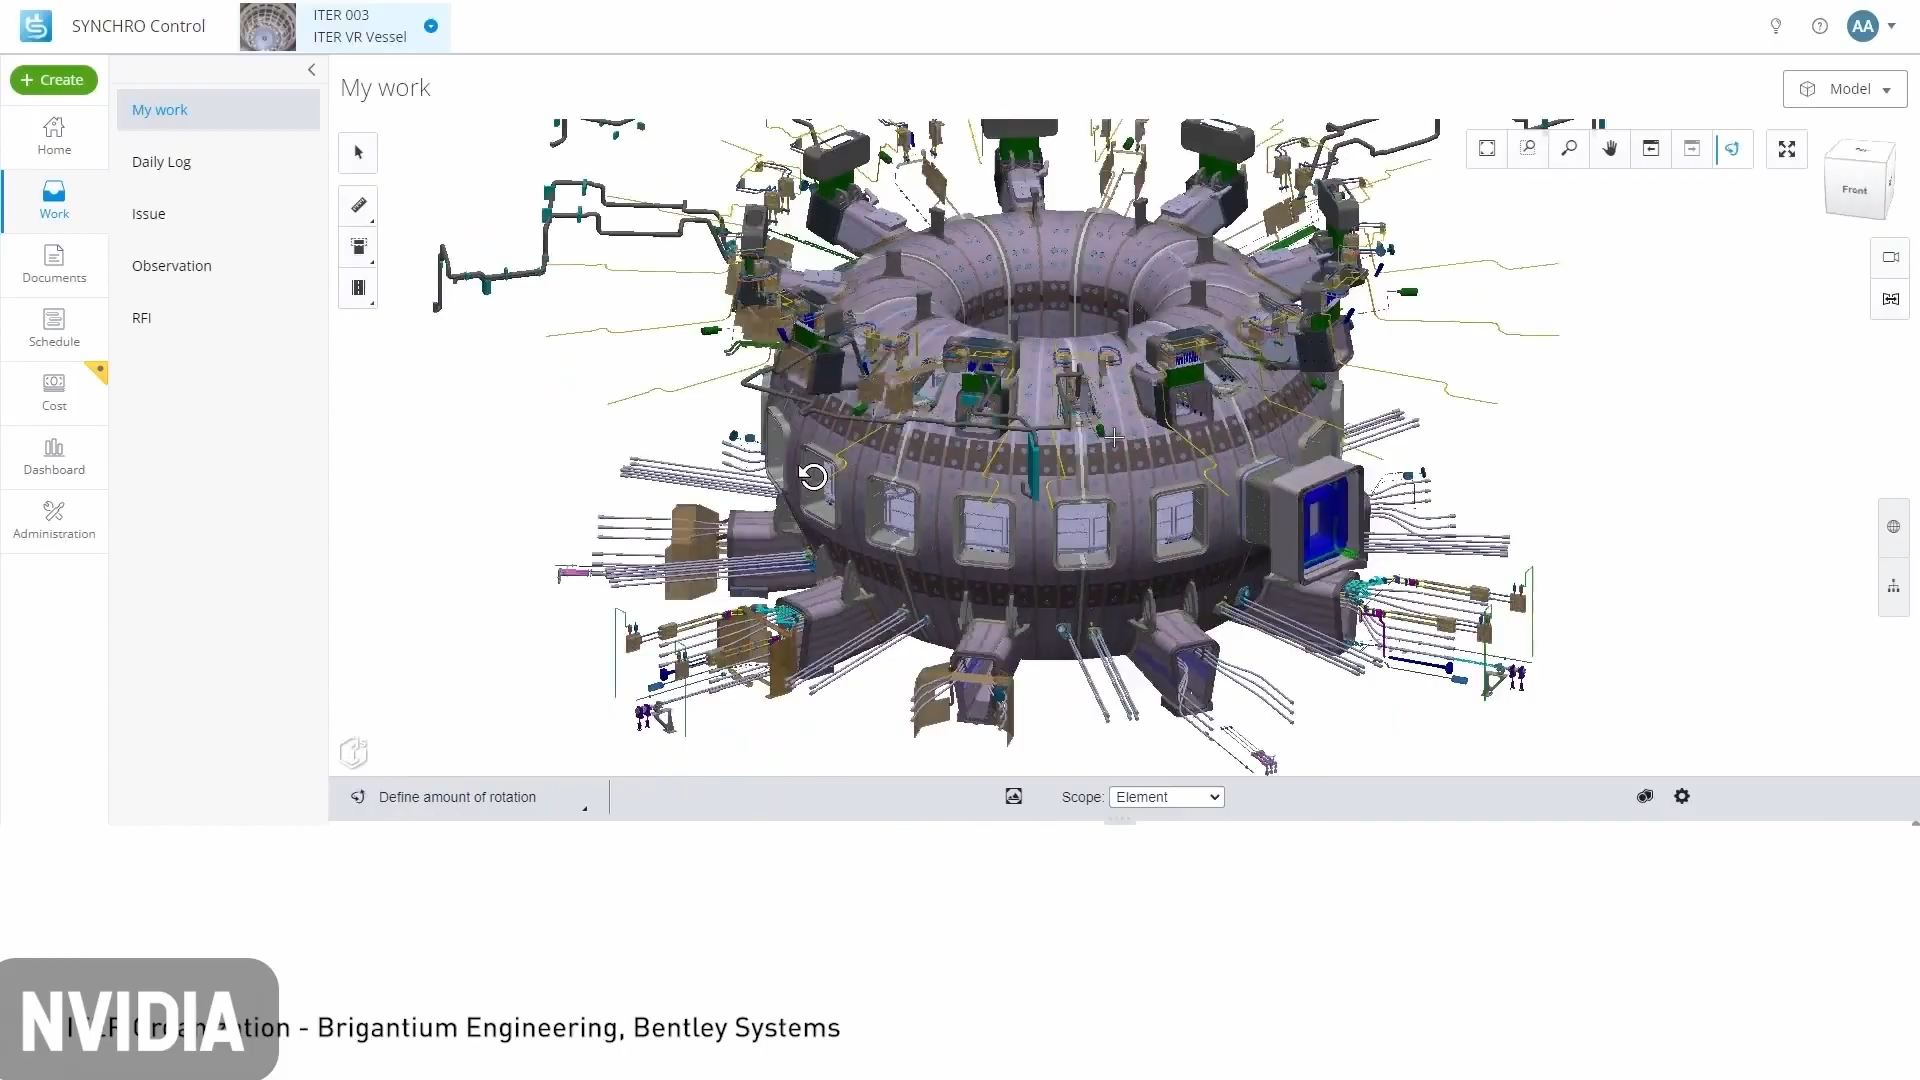 SYNCHRO Control
ITER 003
ITER VR Vessel
AA
+ Create
Home
Work
Documents
Schedule
Cost
Dashboard
Administration
My work
Daily Log
Issue
Observation
RFI
My work
Model
Front
Define amount of rotation
Scope: Element
NVIDIA
ITER Organization - Brigantium Engineering, Bentley Systems